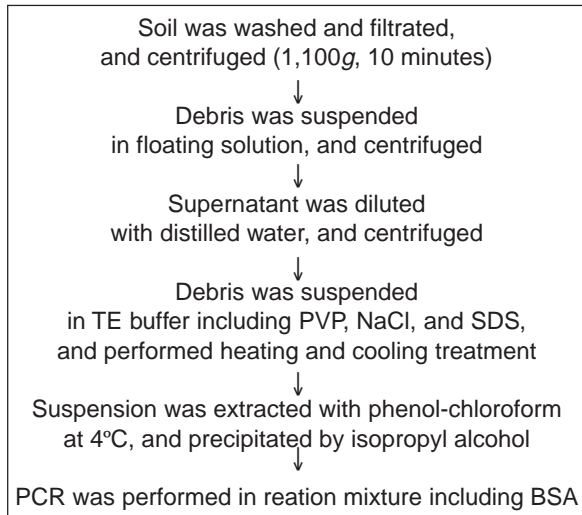 Soil was washed and filtrated,
and centrifuged (1,100g, 10 minutes)
↓
Debris was suspended
in floating solution, and centrifuged
↓
Supernatant was diluted
with distilled water, and centrifuged
↓
Debris was suspended
in TE buffer including PVP, NaCl, and SDS,
and performed heating and cooling treatment
↓
Suspension was extracted with phenol-chloroform
at 4ºC, and precipitated by isopropyl alcohol
↓
PCR was performed in reation mixture including BSA